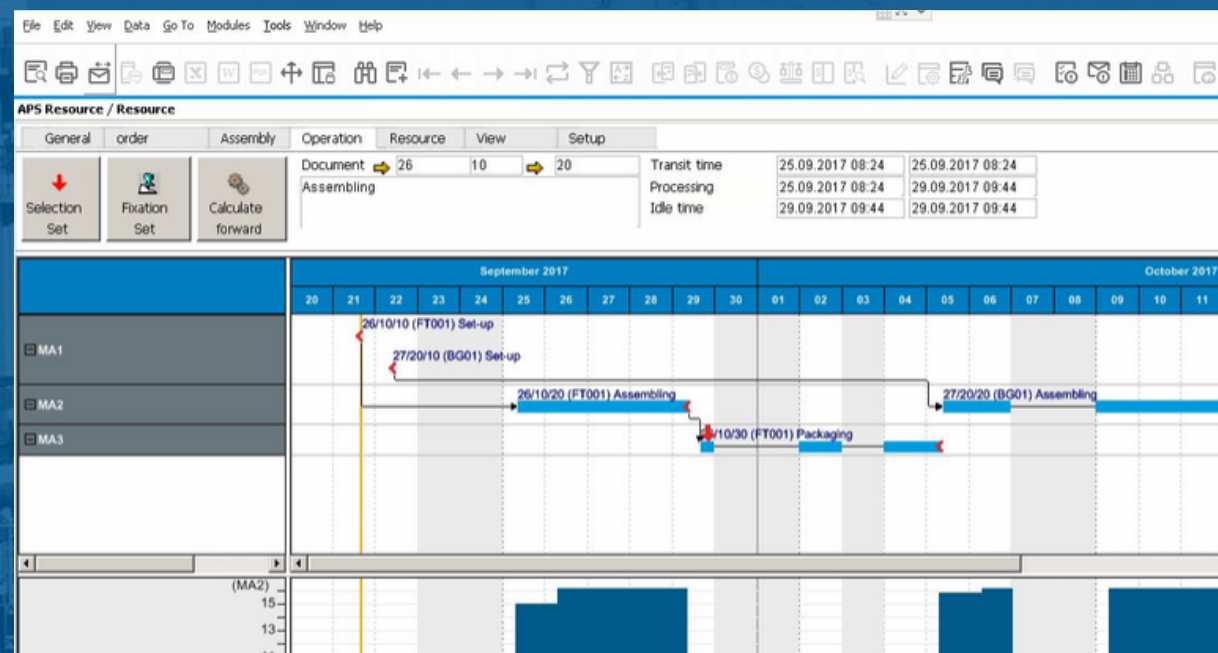 File Edit View Data Go To Modules Tools Window Help
APS Resource / Resource
General order Assembly Operation Resource View Setup
Selection Set
Fixation Set
Calculate forward
Document 26 10 20
Assembling
Transit time 25.09.2017 08:24 25.09.2017 08:24
Processing 25.09.2017 08:24 29.09.2017 09:44
Idle time 29.09.2017 09:44 29.09.2017 09:44
September 2017 October 2017
20 21 22 23 24 25 26 27 28 29 30 01 02 03 04 05 06 07 08 09 10 11
26/10/10 (FT001) Set-up
MA1
27/20/10 (BG01) Set-up
26/10/20 (FT001) Assembling 27/20/20 (BG01) Assembling
MA2
/10/30 (FT001) Packaging
MA3
(MA2)
15
13